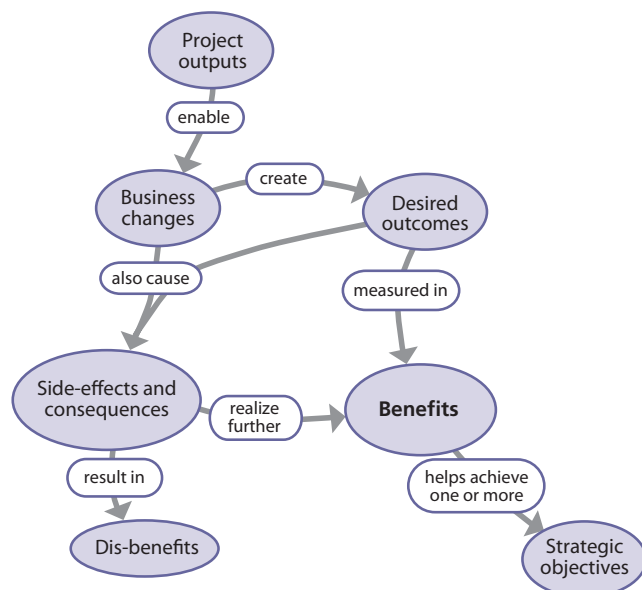 Project
outputs
enable
create
Business
changes
Desired
outcomes
also cause
measured in
Side-effects and
consequences
realize
further
Benefits
result in
helps achieve
one or more
Dis-benefits
Strategic
objectives